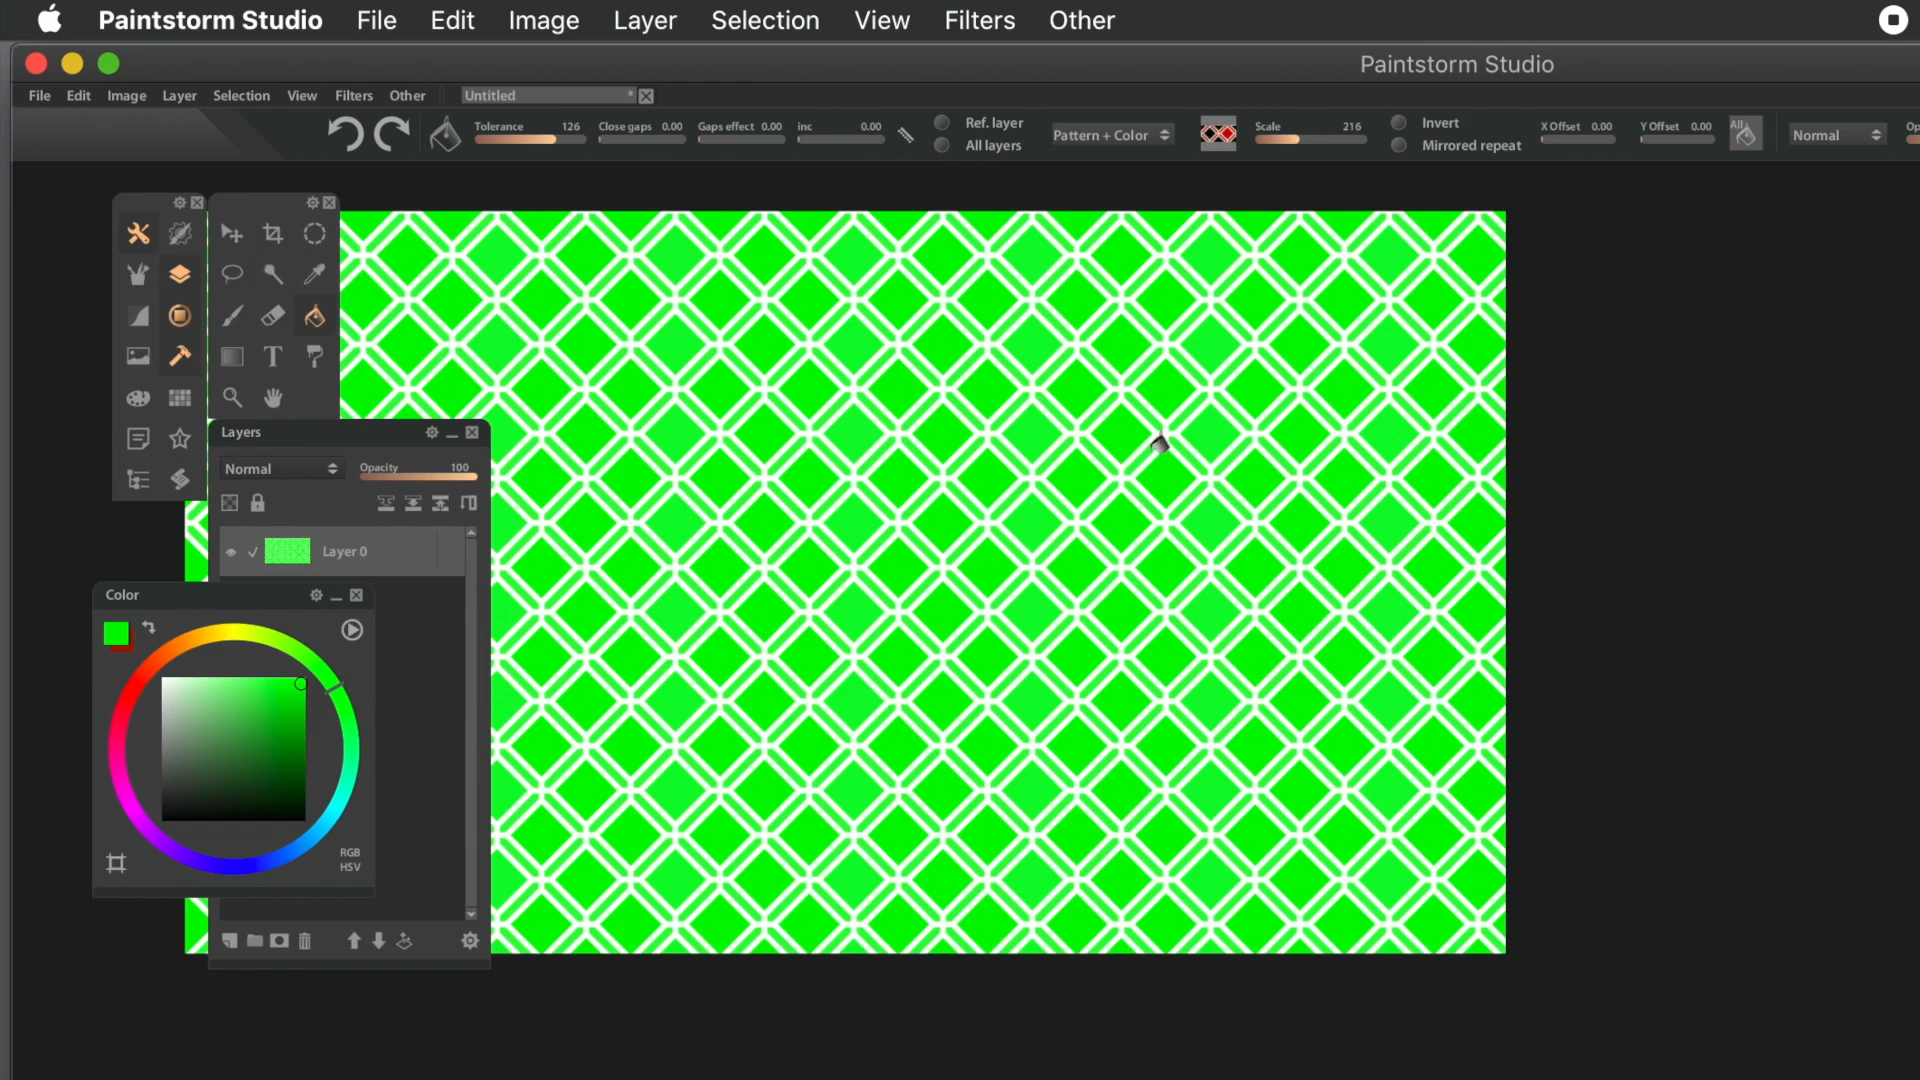 Paintstorm Studio File Edit Image Layer Selection View Filters Other
Paintstorm Studio
File Edit Image Layer Selection View Filters Other Untitled *
Tolerance 126 Close gaps 0.00 Gaps effect 0.00 inc 0.00 Ref. layer All layers Pattern + Color Scale 216 Invert Mirrored repeat X Offset 0.00 Y Offset 0.00 All Normal
T
Layers
Normal Opacity 100
Layer 0
Color
RGB
HSV